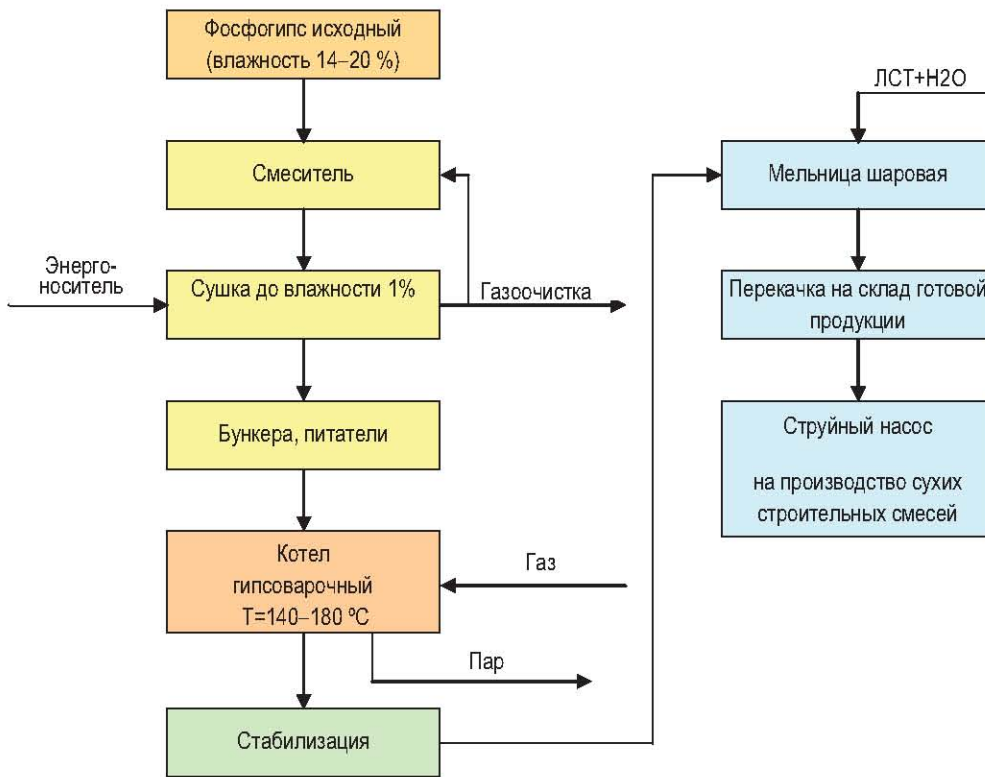 Фосфогипс исходный
(влажность 14–20 %)
Смеситель
Энерго-
носитель
Сушка до влажности 1%
Газоочистка
Бункера, питатели
Котел
гипсоварочный
Т=140–180 ºС
Газ
Пар
Стабилизация
ЛСТ+Н2О
Мельница шаровая
Перекачка на склад готовой
продукции
Струйный насос
на производство сухих
строительных смесей